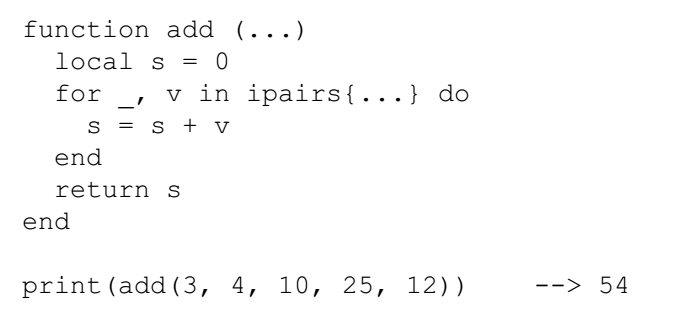 function add (...)
  local s = 0
  for _, v in ipairs{...} do
    s = s + v
  end
  return s
end

print(add(3, 4, 10, 25, 12))    --> 54